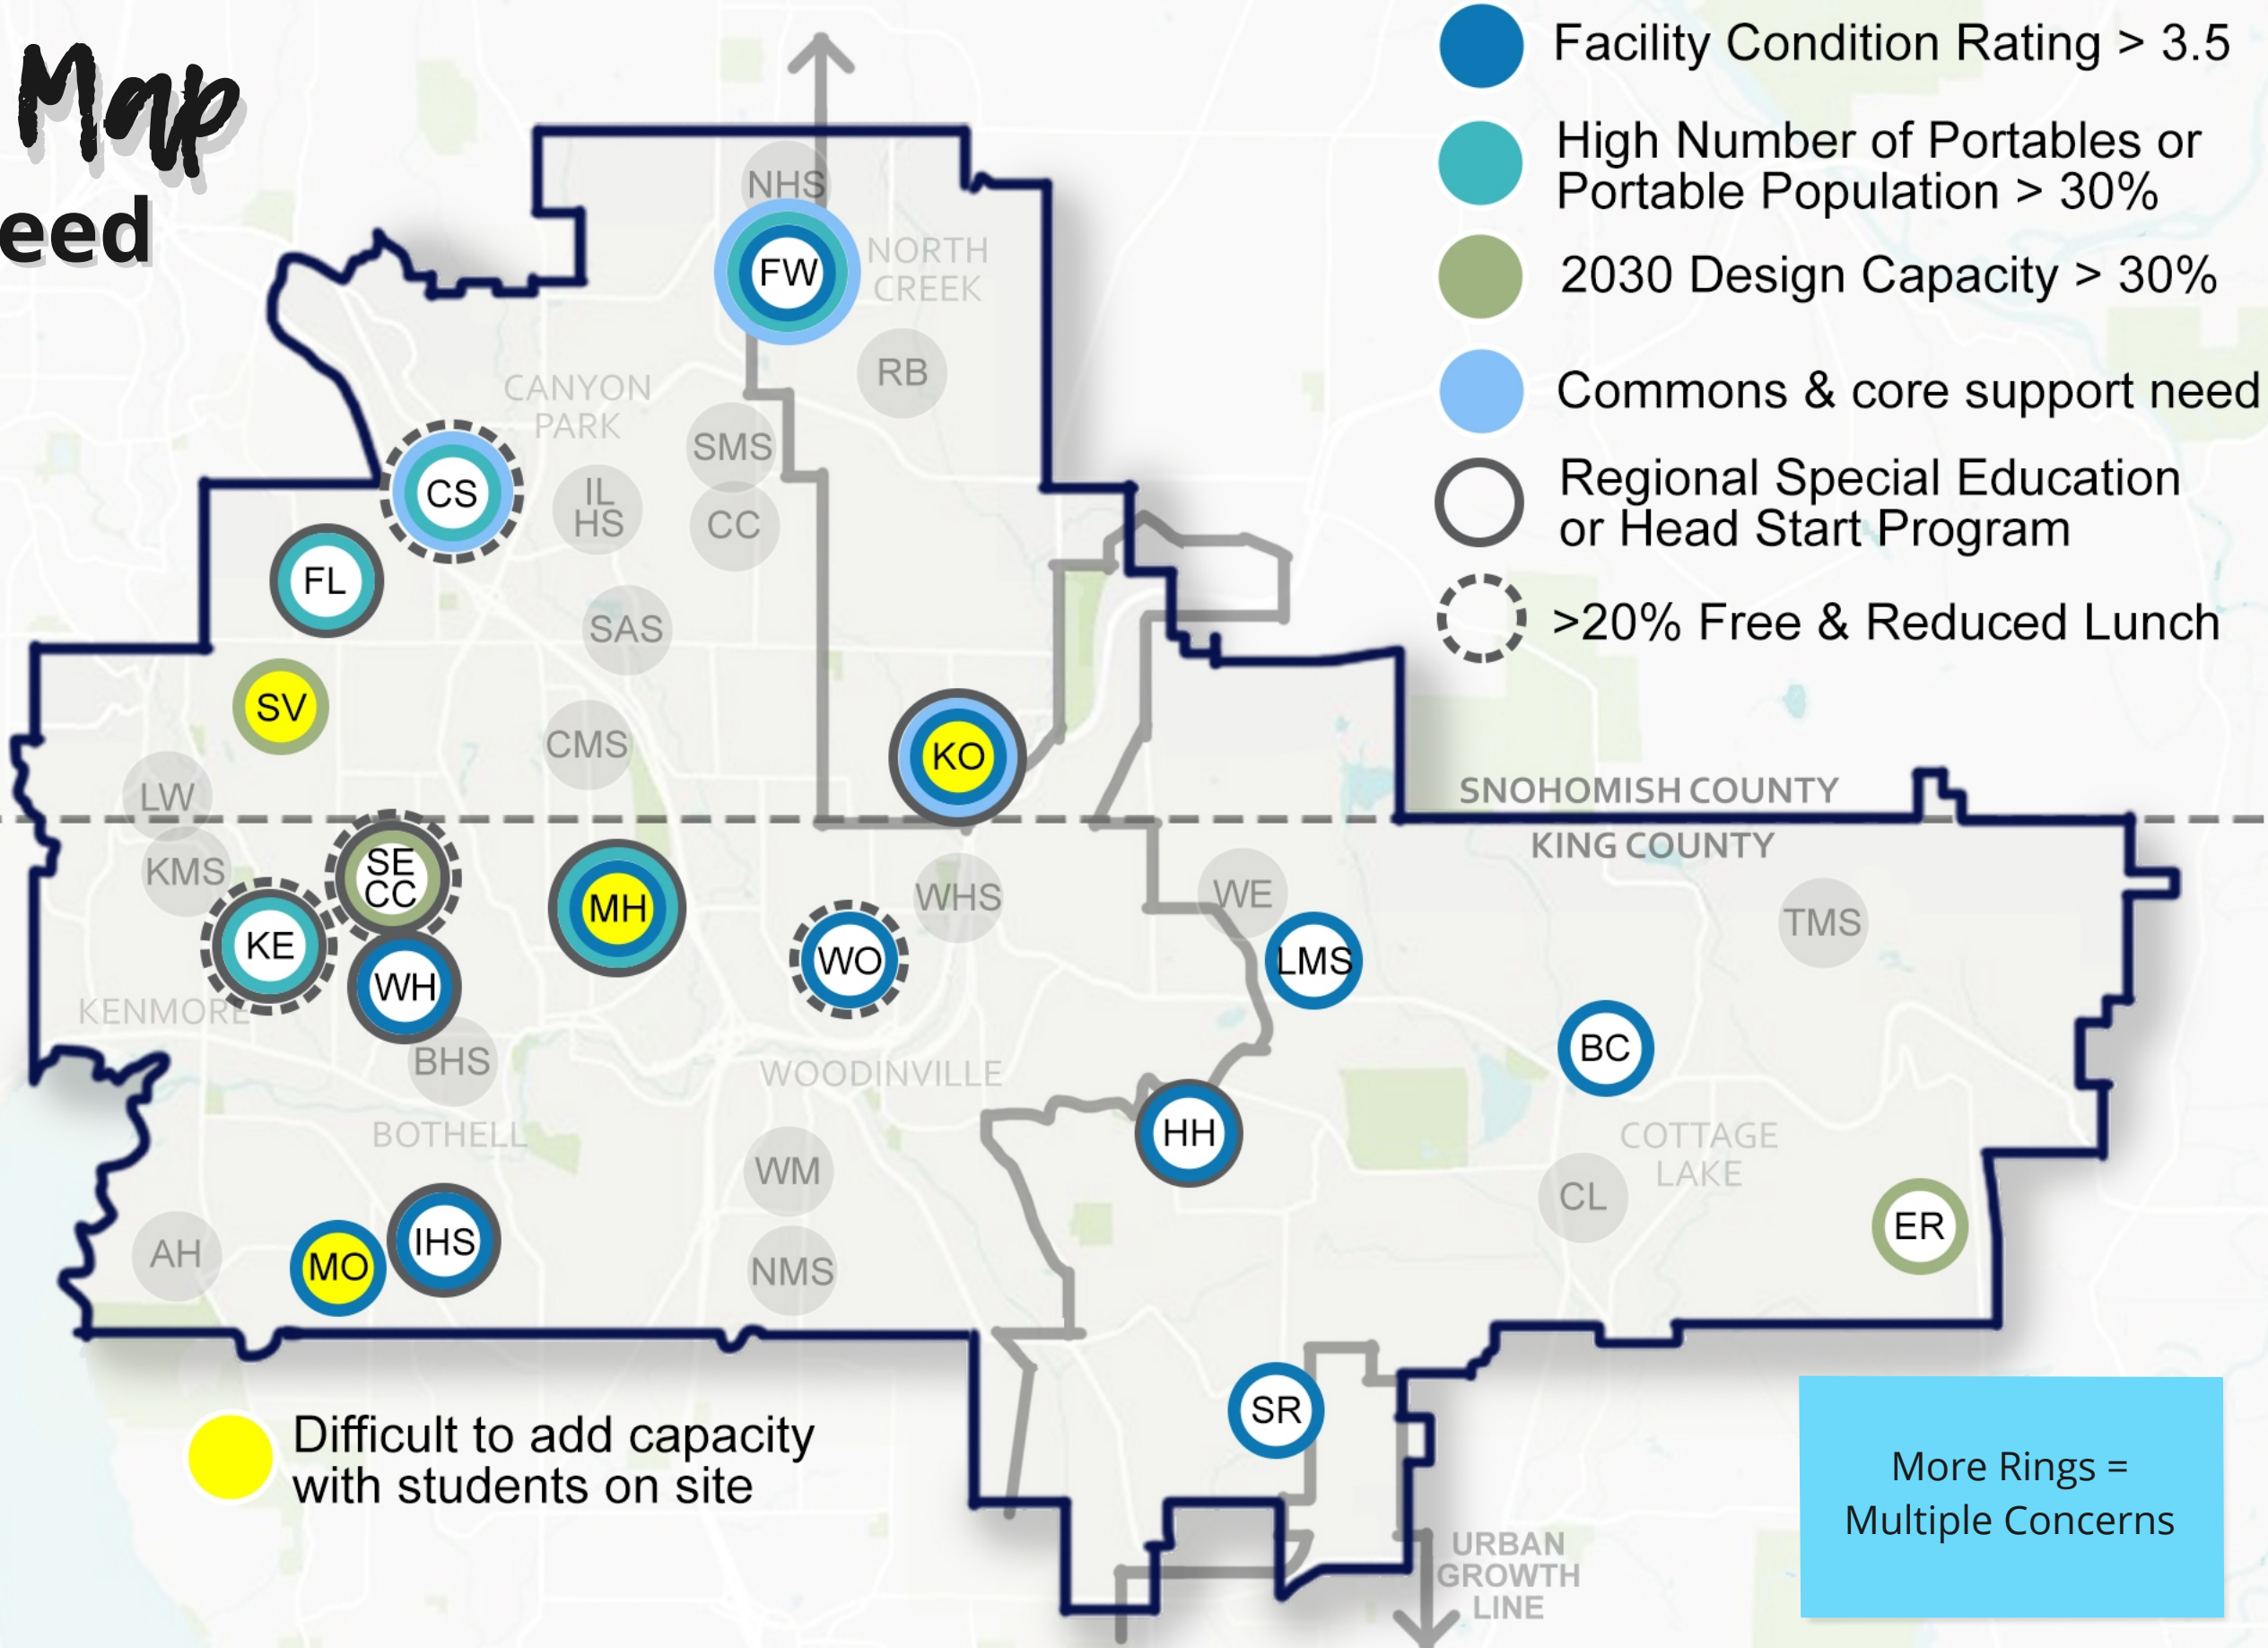 Map
eed
Facility Condition Rating > 3.5
High Number of Portables or
Portable Population > 30%
2030 Design Capacity > 30%
Commons & core support need
Regional Special Education
or Head Start Program
>20% Free & Reduced Lunch
NHS
FW
NORTH
CREEK
RB
CANYON
PARK
SMS
CS
IL
HS
CC
FL
SAS
SV
CMS
KO
LW
SNOHOMISH COUNTY
KING COUNTY
KMS
SE
CC
MH
WHS
WE
TMS
KE
WH
WO
LMS
KENMORE
BHS
BC
WOODINVILLE
BOTHELL
HH
COTTAGE
LAKE
WM
CL
ER
AH
MO
IHS
NMS
SR
Difficult to add capacity
with students on site
More Rings =
Multiple Concerns
URBAN
GROWTH
LINE